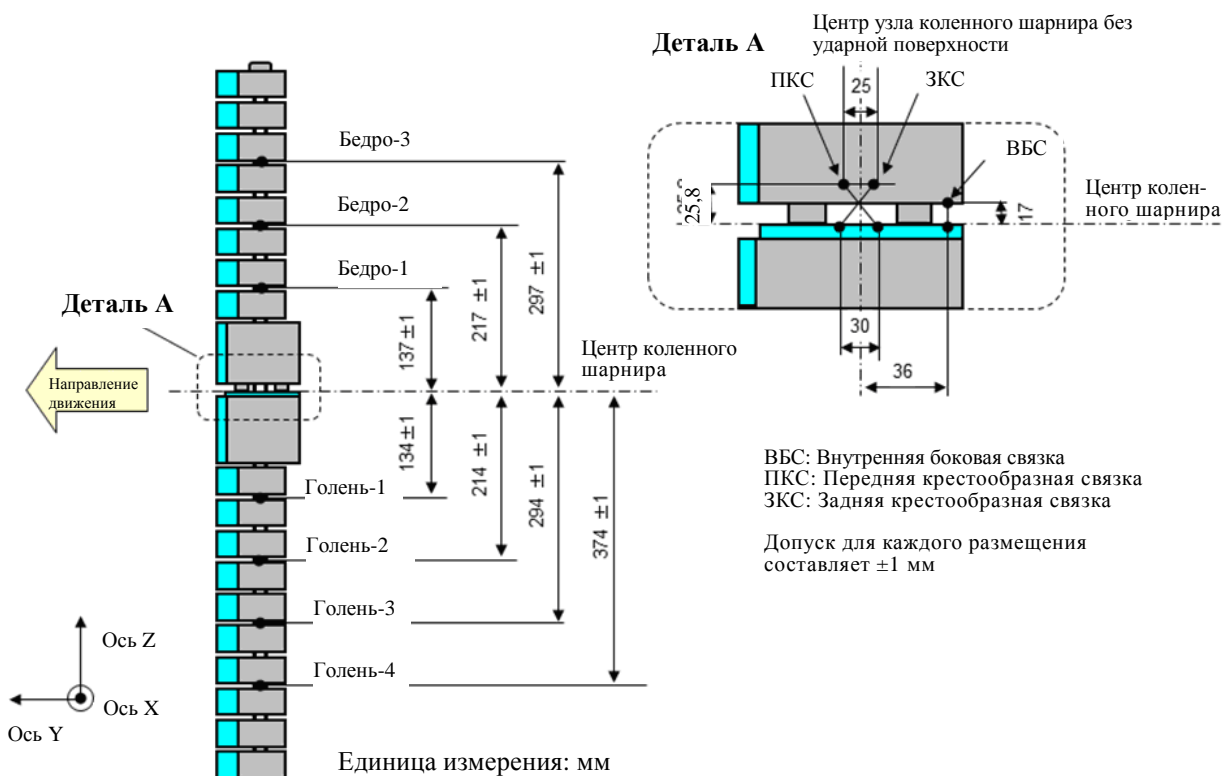 Центр узла коленного шарнира без
ударной поверхности
Деталь А
ПКС
25
ЗКС
ВБС
25,8
17
Центр колен-
ного шарнира
30
36
Бедро-3
Бедро-2
Бедро-1
Деталь А
Направление
движения
137±1
217 ±1
297 ±1
Центр коленного
шарнира
134±1
214 ±1
294 ±1
374 ±1
Голень-1
Голень-2
Голень-3
Голень-4
Ось Z
Ось X
Ось Y
ВБС: Внутренняя боковая связка
ПКС: Передняя крестообразная связка
ЗКС: Задняя крестообразная связка
Допуск для каждого размещения
составляет ±1 мм
Единица измерения: мм